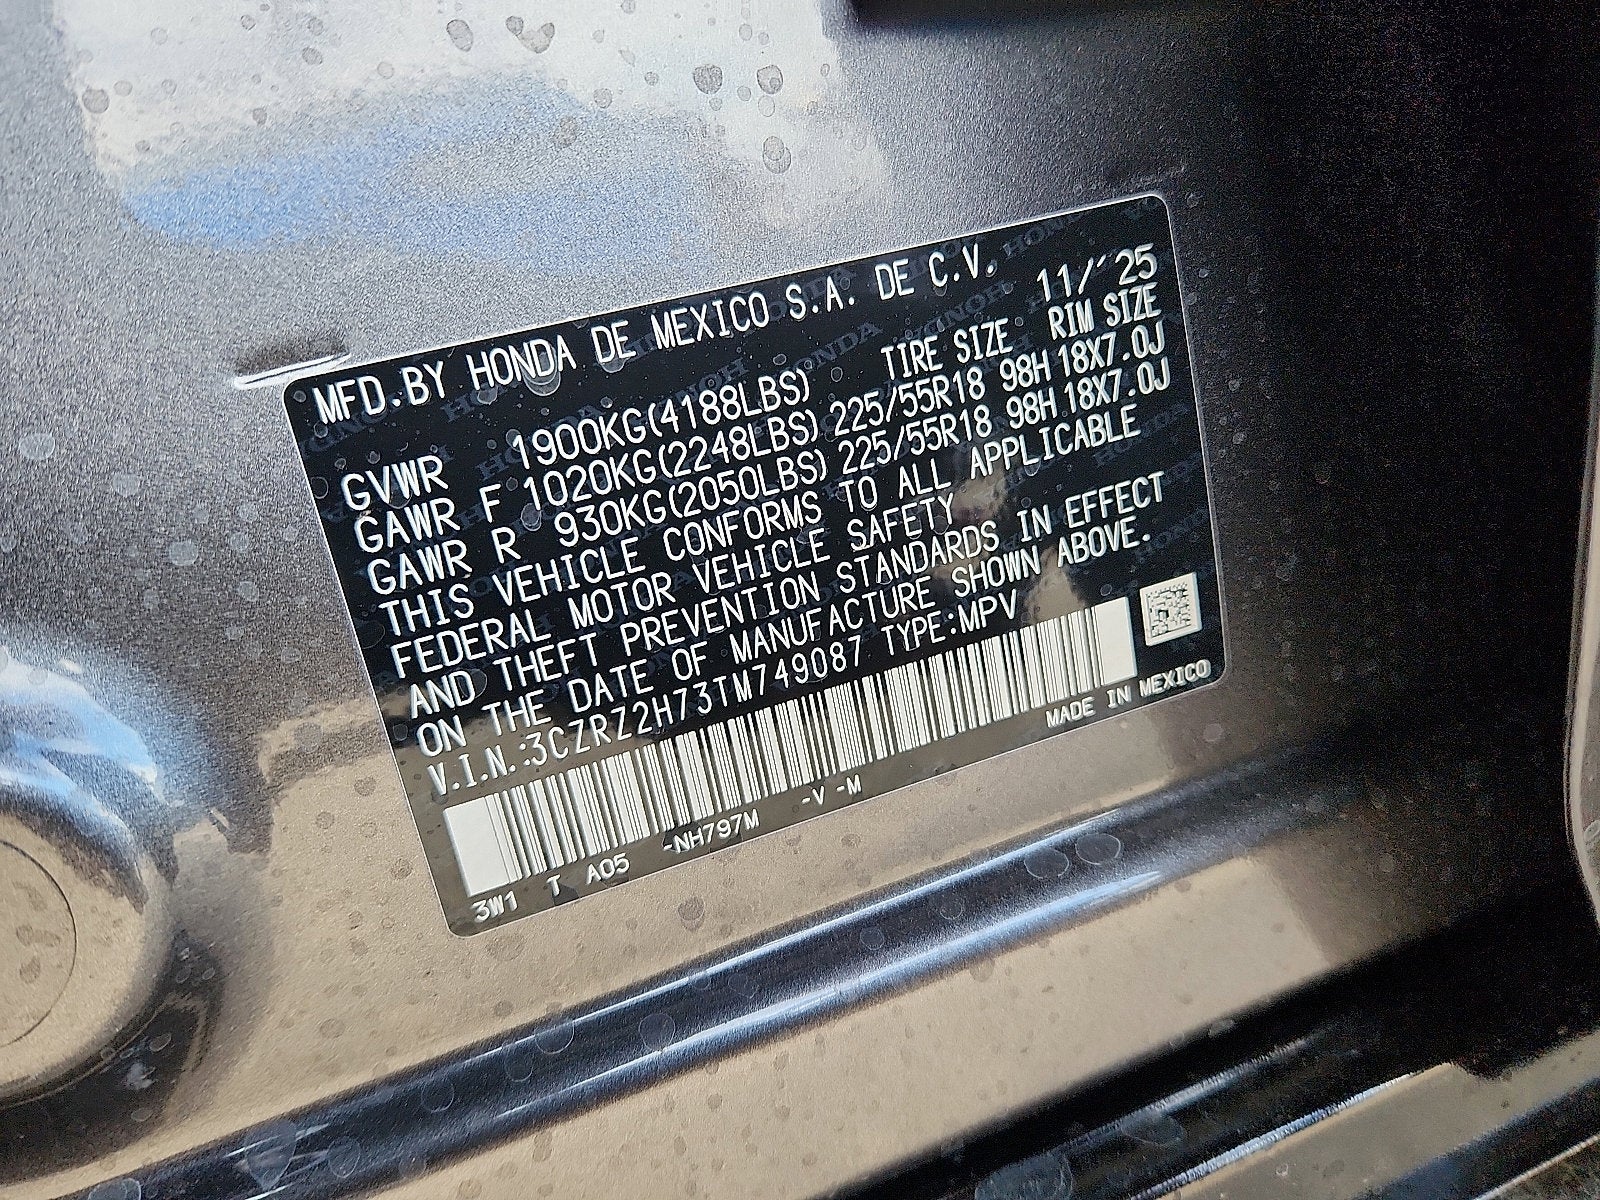 MFD.BY HONDA DE MEXICO S.A. DE C.V. 11/'25
TIRE SIZE RIM SIZE
GVWR 1900KG(4188LBS)
GAWR F 1020KG(2248LBS) 225/55R18 98H 18X7.0J
GAWR R 930KG(2050LBS) 225/55R18 98H 18X7.0J
THIS VEHICLE CONFORMS TO ALL APPLICABLE
FEDERAL MOTOR VEHICLE SAFETY
AND THEFT PREVENTION STANDARDS IN EFFECT
ON THE DATE OF MANUFACTURE SHOWN ABOVE.
V.I.N.:3CZRZ2H73TM749087 TYPE:MPV
MADE IN MEXICO
3W1 T A05 -NH797M -V -M